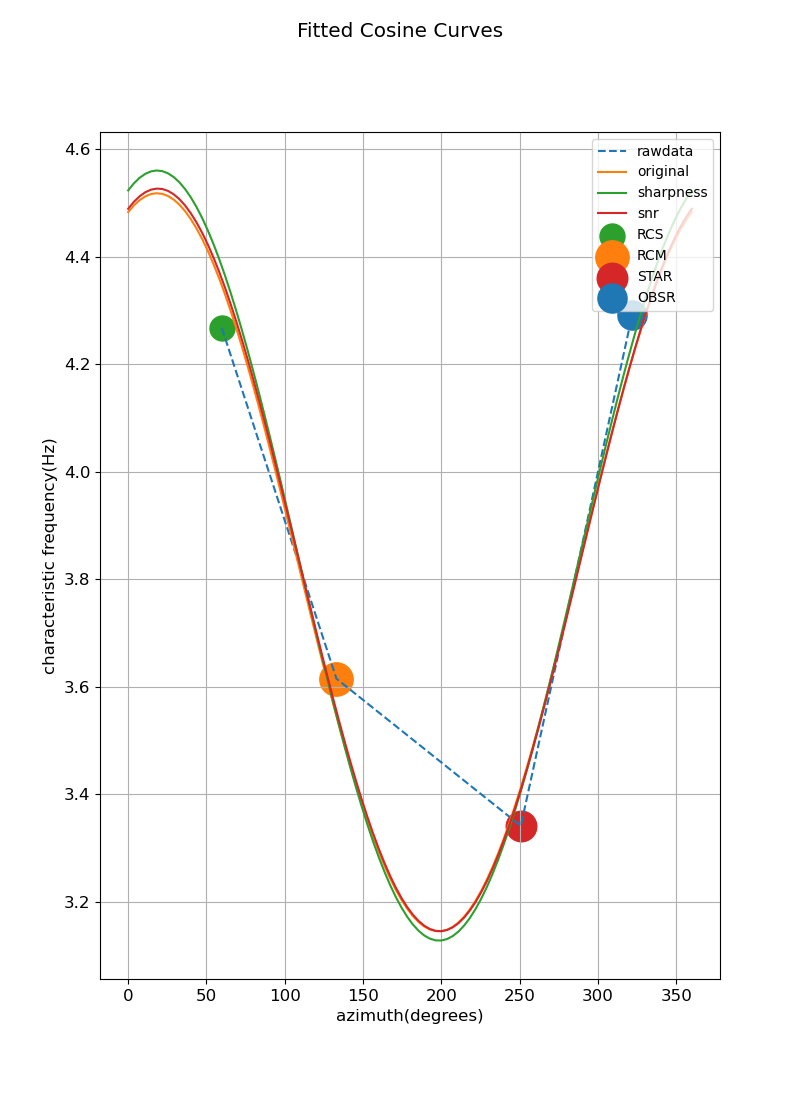 Fitted Cosine Curves
4.6
4.4
4.2
4.0
3.8
3.6
3.4
3.2
characteristic frequency(Hz)
rawdata
original
sharpness
snr
RCS
RCM
STAR
OBSR
0 50 100 150 200 250 300 350
azimuth(degrees)